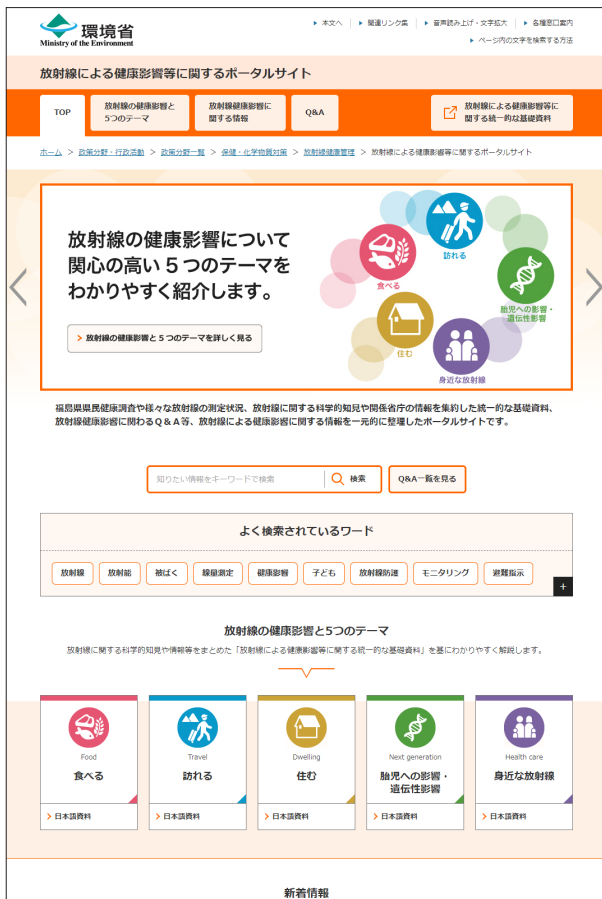 環境省
Ministry of the Environment
本文へ
関連リンク集
音声読み上げ・文字拡大
各種窓口案内
ページ内の文字を検索する方法
放射線による健康影響等に関するポータルサイト
TOP
放射線の健康影響と
5つのテーマ
放射線健康影響に
関する情報
Q&A
放射線による健康影響等に
関する統一的な基礎資料
ホーム > 政策分野・行政活動 > 政策分野一覧 > 保健・化学物質対策 > 放射線健康管理 > 放射線による健康影響等に関するポータルサイト
放射線の健康影響について
関心の高い 5 つのテーマを
わかりやすく紹介します。
放射線の健康影響と 5 つのテーマを詳しく見る
訪れる
食べる
胎児への影響・
遺伝性影響
住む
身近な放射線
福島県県民健康調査や様々な放射線の測定状況、放射線に関する科学的知見や関係省庁の情報を集約した統一的な基礎資料、
放射線健康影響に関わるQ&A等、放射線による健康影響に関する情報を一元的に整理したポータルサイトです。
知りたい情報をキーワードで検索
検索
Q&A一覧を見る
よく検索されているワード
放射線
放射能
被ばく
線量測定
健康影響
子ども
放射線防護
モニタリング
避難指示
+
放射線の健康影響と5つのテーマ
放射線に関する科学的知見や情報等をまとめた「放射線による健康影響等に関する統一的な基礎資料」を基にわかりやすく解説します。
Food
食べる
日本語資料
Travel
訪れる
日本語資料
Dwelling
住む
日本語資料
Next generation
胎児への影響・
遺伝性影響
日本語資料
Health care
身近な放射線
日本語資料
新着情報